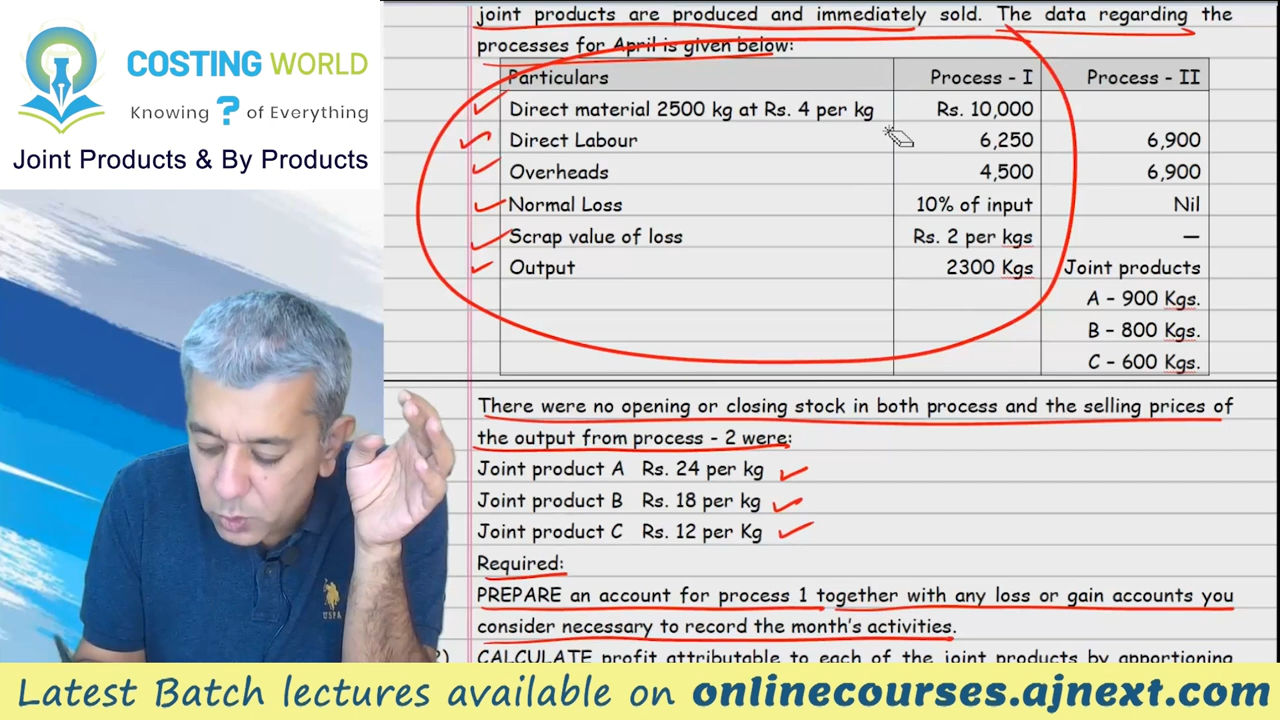 COSTING WORLD
Knowing ? of Everything
Joint Products & By Products
joint products are produced and immediately sold. The data regarding the
processes for April is given below:
Particulars Process - I Process - II
Direct material 2500 kg at Rs. 4 per kg Rs. 10,000
Direct Labour 6,250 6,900
Overheads 4,500 6,900
Normal Loss 10% of input Nil
Scrap value of loss Rs. 2 per kgs —
Output 2300 Kgs Joint products
A – 900 Kgs.
B – 800 Kgs.
C – 600 Kgs.
There were no opening or closing stock in both process and the selling prices of
the output from process - 2 were:
Joint product A Rs. 24 per kg
Joint product B Rs. 18 per kg
Joint product C Rs. 12 per Kg
Required:
PREPARE an account for process 1 together with any loss or gain accounts you
consider necessary to record the month's activities.
CALCULATE profit attributable to each of the joint products by apportioning
USPA
Latest Batch lectures available on onlinecourses.ajnext.com